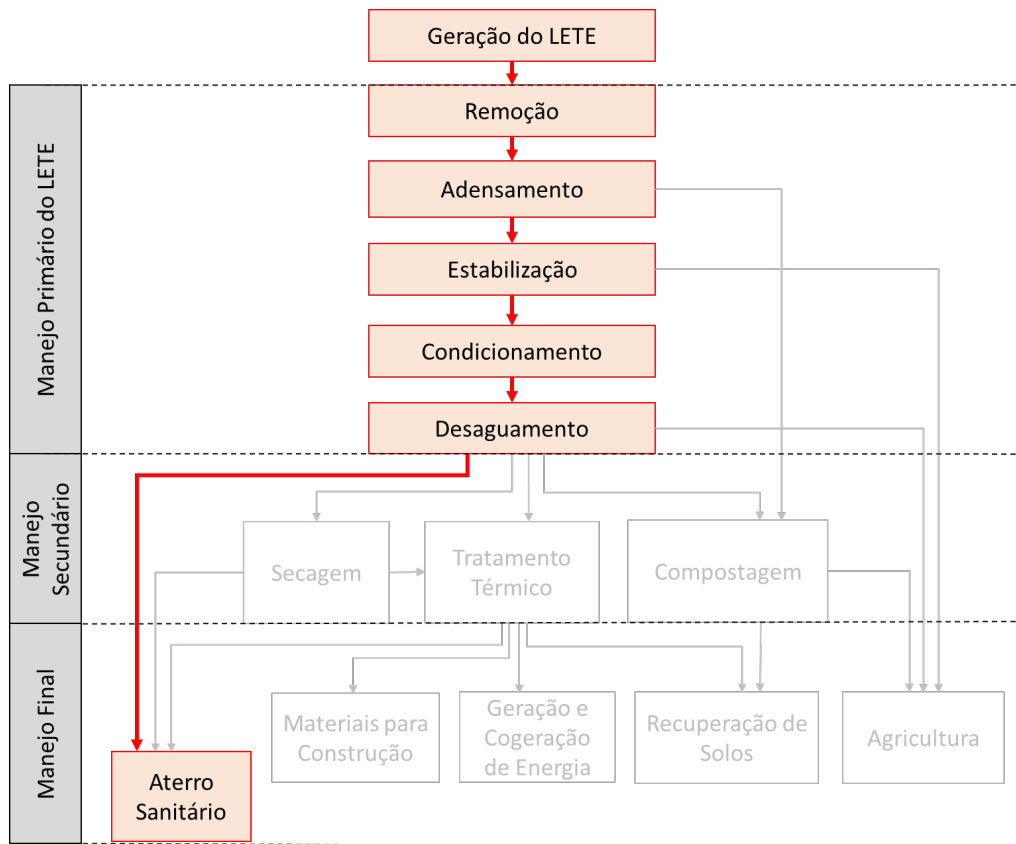 Geração do LETE
Manejo Primário do LETE
Remoção
Adensamento
Estabilização
Condicionamento
Desaguamento
Manejo
Secundário
Secagem
Tratamento
Térmico
Compostagem
Manejo Final
Materiais para
Construção
Geração e
Cogeração
de Energia
Recuperação de
Solos
Agricultura
Aterro
Sanitário